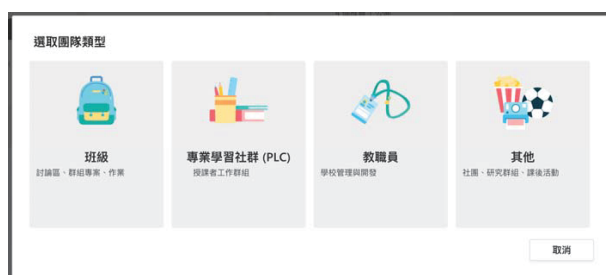 選取團隊類型
班級
討論區、群組專案、作業
專業學習社群 (PLC)
授課者工作群組
教職員
學校管理與開發
其他
社團、研究群組、課後活動
取消